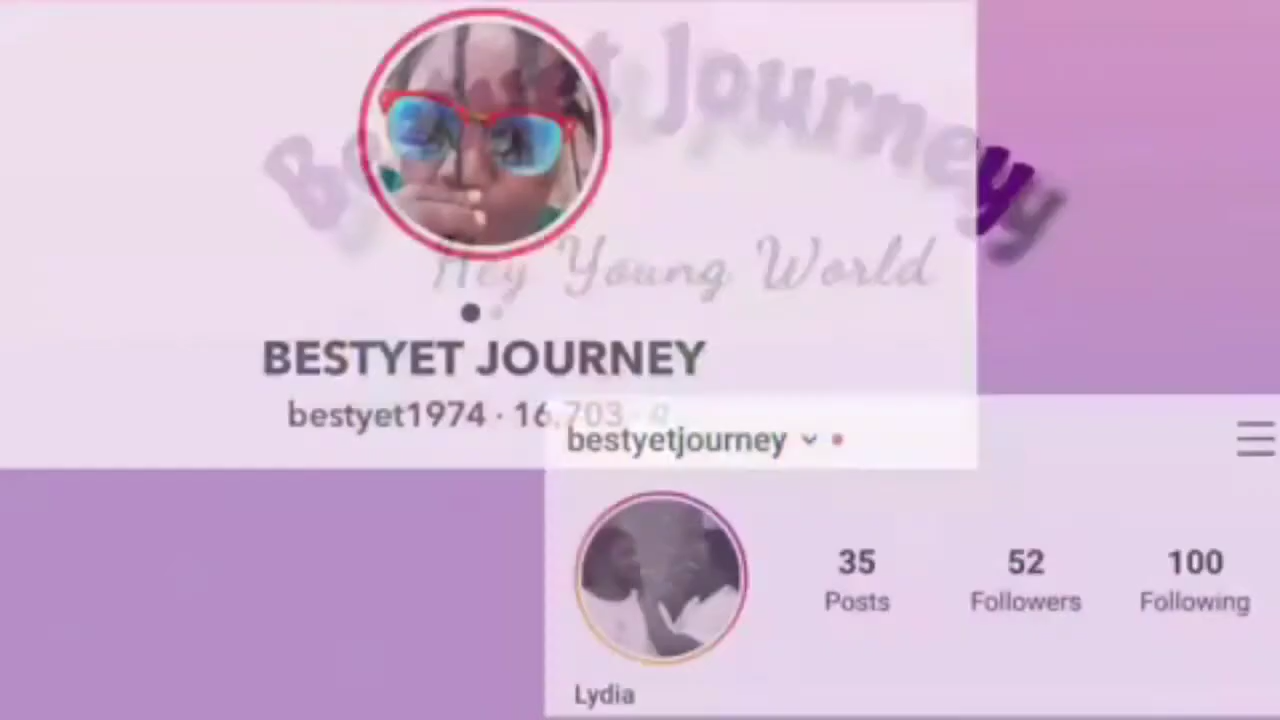 Bestyet Journey
Hey Young World
BESTYET JOURNEY
bestyet1974 · 16,703
bestyetjourney
35 52 100
Posts Followers Following
Lydia